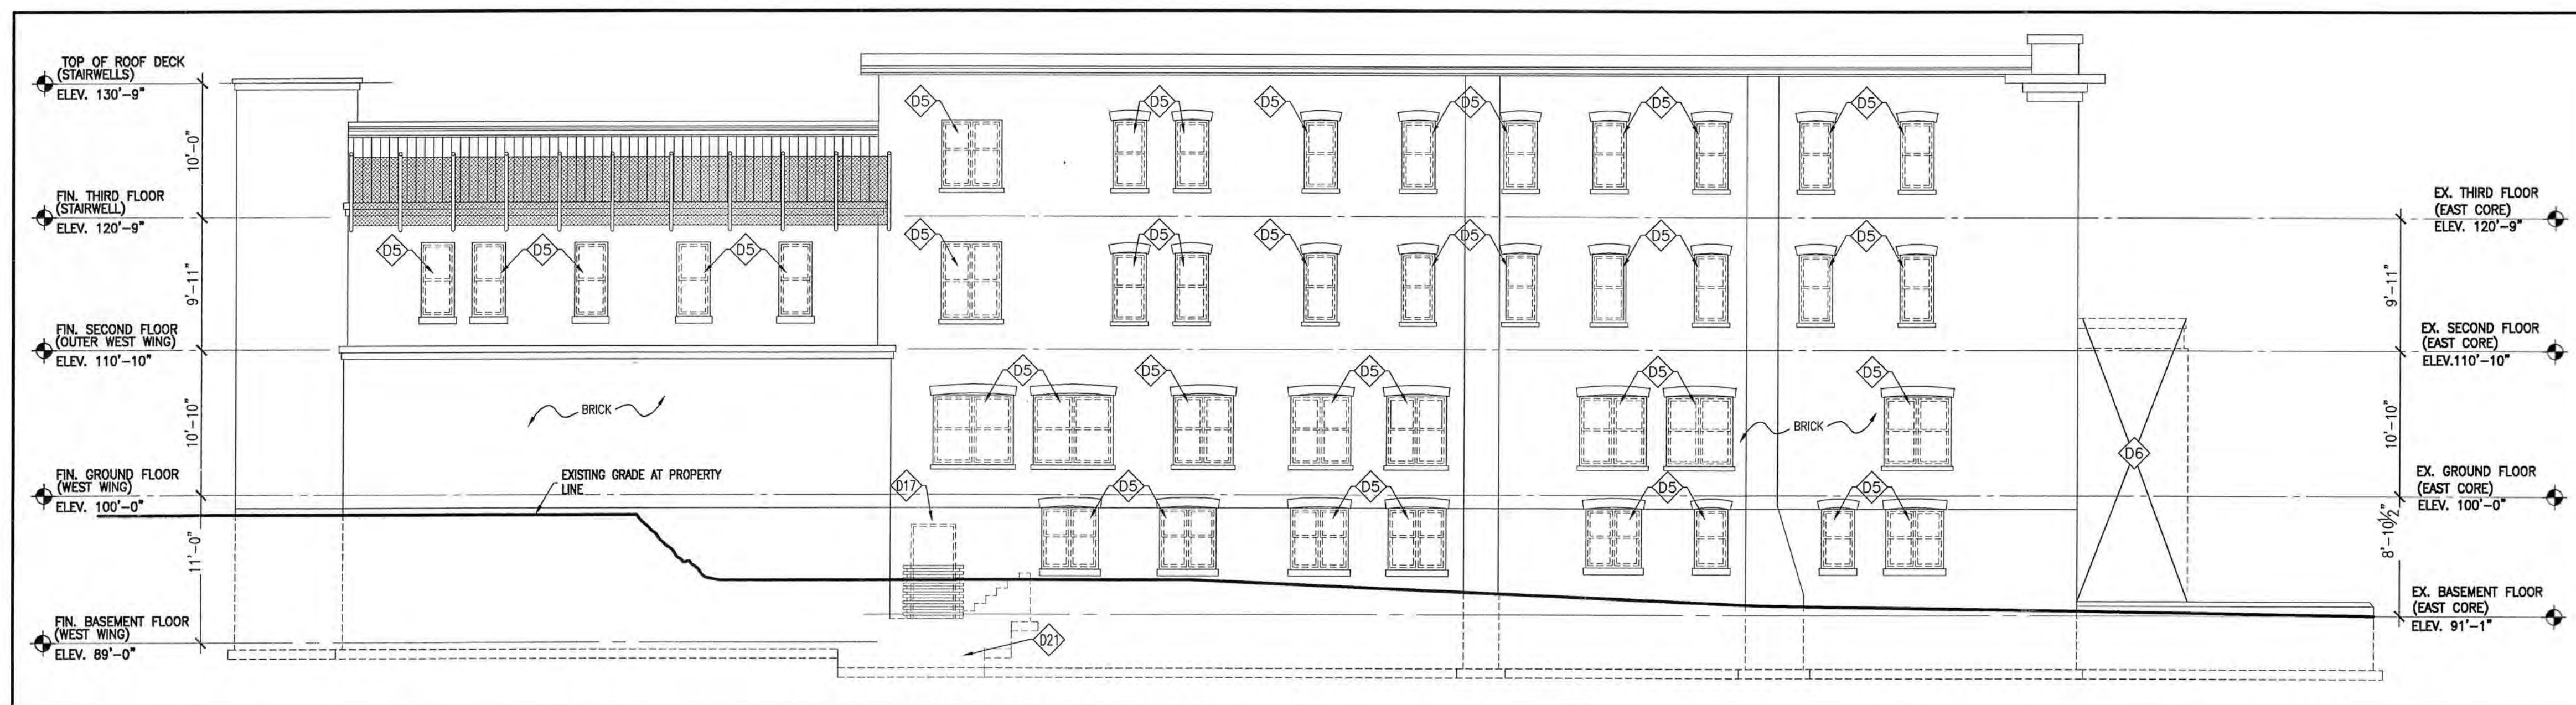 TOP OF ROOF DECK
(STAIRWELLS)
ELEV. 130'-9"
10'-0"
FIN. THIRD FLOOR
(STAIRWELL)
ELEV. 120'-9"
9'-11"
FIN. SECOND FLOOR
(OUTER WEST WING)
ELEV. 110'-10"
10'-10"
FIN. GROUND FLOOR
(WEST WING)
ELEV. 100'-0"
11'-0"
FIN. BASEMENT FLOOR
(WEST WING)
ELEV. 89'-0"
D5 D5 D5 D5 D5 D5
D5 D5 D5 D5 D5 D5 D5 D5 D5
D5 D5 D5 D5 D5
BRICK
BRICK
EXISTING GRADE AT PROPERTY
LINE
D17 D5 D5 D5 D5
D6
D21
EX. THIRD FLOOR
(EAST CORE)
ELEV. 120'-9"
9'-11"
EX. SECOND FLOOR
(EAST CORE)
ELEV.110'-10"
10'-10"
EX. GROUND FLOOR
(EAST CORE)
ELEV. 100'-0"
8'-10½"
EX. BASEMENT FLOOR
(EAST CORE)
ELEV. 91'-1"